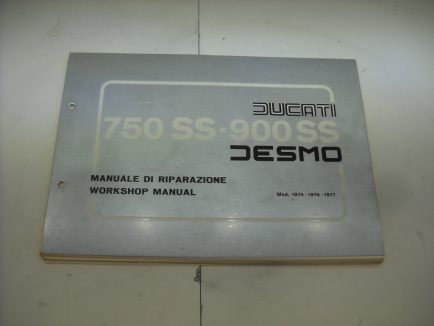 DUCATI
750 SS · 900 SS
DESMO
MANUALE DI RIPARAZIONE
WORKSHOP MANUAL
Mod. 1975 - 1976 - 1977